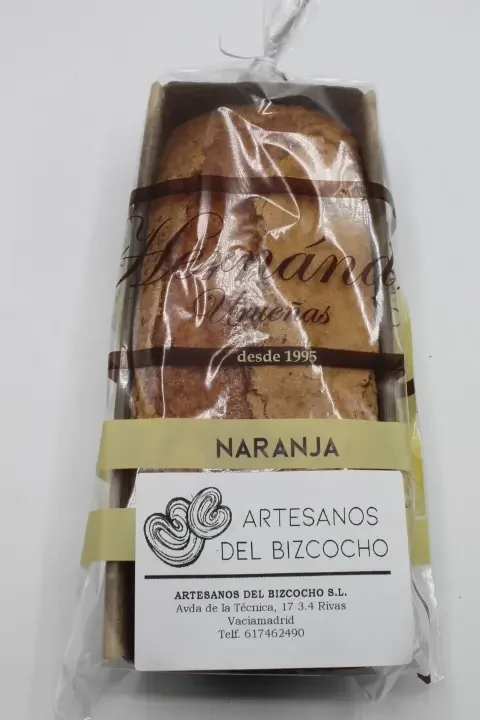 Urueñas
desde 1995
NARANJA
ARTESANOS
DEL BIZCOCHO
ARTESANOS DEL BIZCOCHO S.L.
Avda de la Técnica, 17 3.4 Rivas
Vaciamadrid
Telf. 617462490